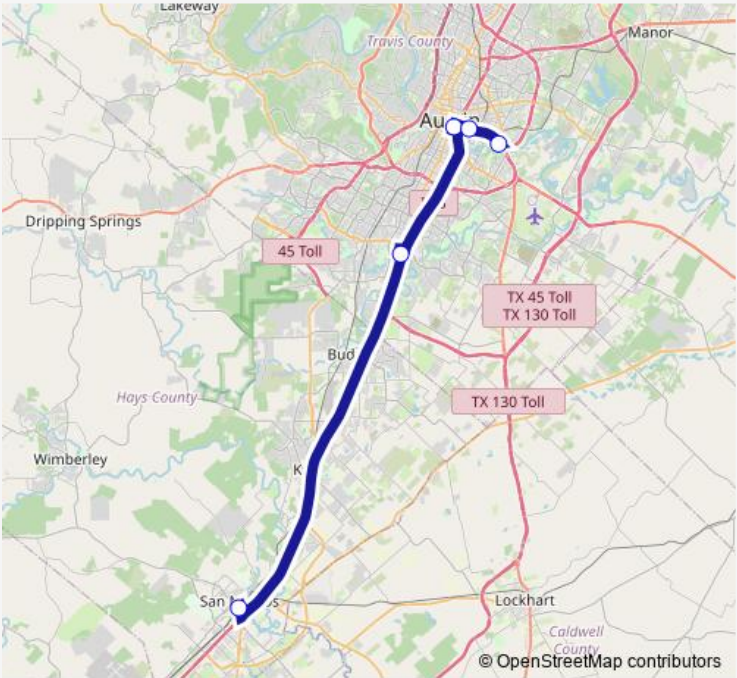 Lakeway
Travis County
Manor
Dripping Springs
45 Toll
TX 45 Toll
TX 130 Toll
Hays County
TX 130 Toll
Wimberley
Lockhart
Caldwell
County
© OpenStreetMap contributors